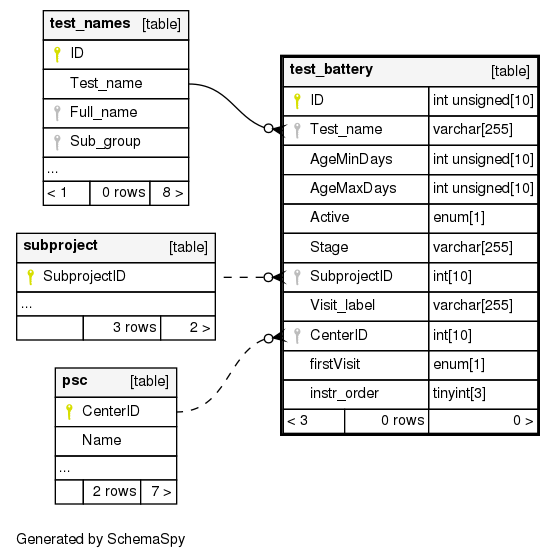 test_names [table]
ID
Test_name
Full_name
Sub_group
...
< 1 0 rows 8 >
subproject [table]
SubprojectID
...
3 rows 2 >
psc [table]
CenterID
Name
...
2 rows 7 >
test_battery [table]
ID int unsigned[10]
Test_name varchar[255]
AgeMinDays int unsigned[10]
AgeMaxDays int unsigned[10]
Active enum[1]
Stage varchar[255]
SubprojectID int[10]
Visit_label varchar[255]
CenterID int[10]
firstVisit enum[1]
instr_order tinyint[3]
< 3 0 rows 0 >
Generated by SchemaSpy